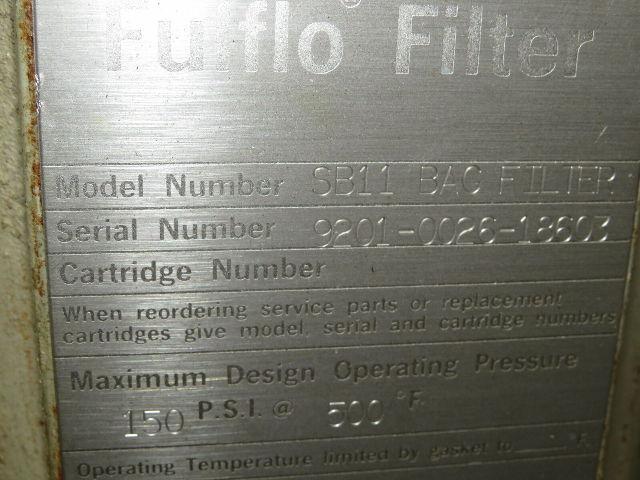 Fulflo® Filter
Model Number SB11 BAC FILTER
Serial Number 9201-0026-18603
Cartridge Number
When reordering service parts or replacement
cartridges give model, serial and cartridge numbers
Maximum Design Operating Pressure
150 P.S.I. @ 500 °F.
Operating Temperature limited by gasket to ____ °F.